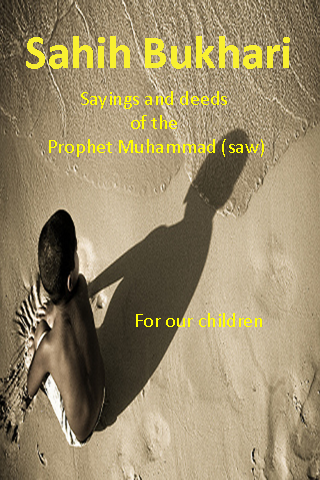 Sahih Bukhari
Sayings and deeds
of the
Prophet Muhammad (saw)
For our children